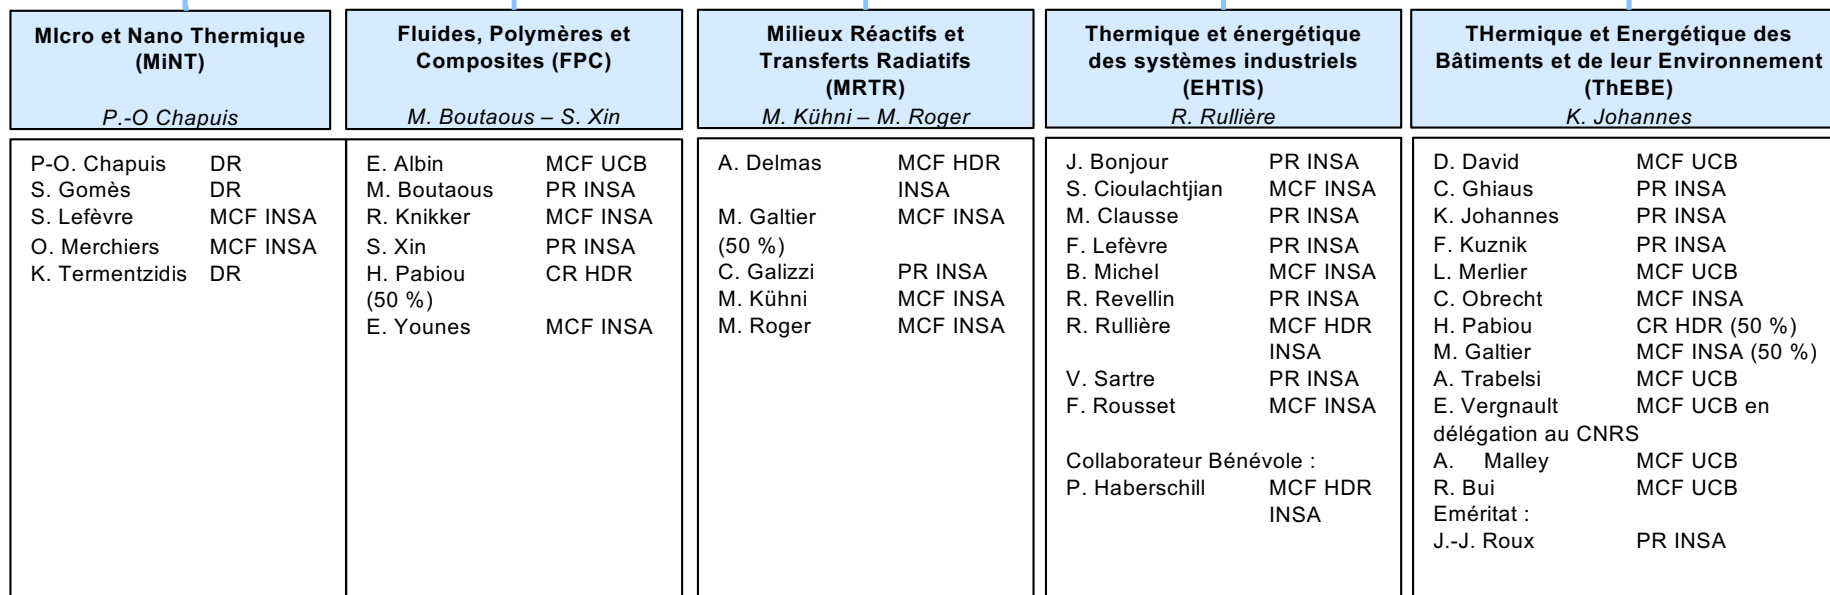 MIcro et Nano Thermique
(MiNT)
P.-O Chapuis
P-O. Chapuis DR
S. Gomès DR
S. Lefèvre MCF INSA
O. Merchiers MCF INSA
K. Termentzidis DR
Fluides, Polymères et
Composites (FPC)
M. Boutaous – S. Xin
E. Albin MCF UCB
M. Boutaous PR INSA
R. Knikker MCF INSA
S. Xin PR INSA
H. Pabiou CR HDR
(50 %)
E. Younes MCF INSA
Milieux Réactifs et
Transferts Radiatifs
(MRTR)
M. Kühni – M. Roger
A. Delmas MCF HDR
INSA
M. Galtier MCF INSA
(50 %)
C. Galizzi PR INSA
M. Kühni MCF INSA
M. Roger MCF INSA
Thermique et énergétique
des systèmes industriels
(EHTIS)
R. Rullière
J. Bonjour PR INSA
S. Cioulachtjian MCF INSA
M. Clausse PR INSA
F. Lefèvre PR INSA
B. Michel MCF INSA
R. Revellin PR INSA
R. Rullière MCF HDR
INSA
V. Sartre PR INSA
F. Rousset MCF INSA
Collaborateur Bénévole :
P. Haberschill MCF HDR
INSA
THermique et Energétique des
Bâtiments et de leur Environnement
(ThEBE)
K. Johannes
D. David MCF UCB
C. Ghiaus PR INSA
K. Johannes PR INSA
F. Kuznik PR INSA
L. Merlier MCF UCB
C. Obrecht MCF INSA
H. Pabiou CR HDR (50 %)
M. Galtier MCF INSA (50 %)
A. Trabelsi MCF UCB
E. Vergnault MCF UCB en
délégation au CNRS
A. Malley MCF UCB
R. Bui MCF UCB
Eméritat :
J.-J. Roux PR INSA